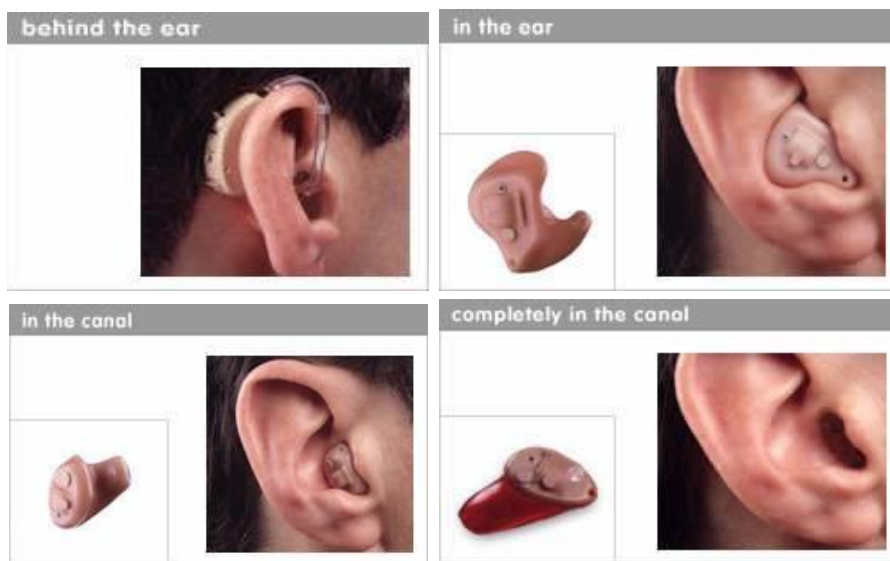 behind the ear
in the ear
in the canal
completely in the canal